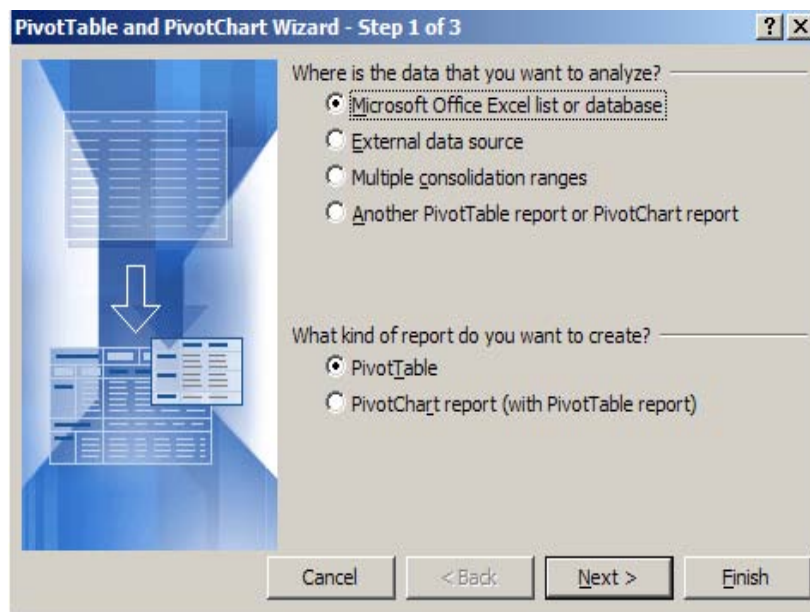 PivotTable and PivotChart Wizard - Step 1 of 3
Where is the data that you want to analyze?
Microsoft Office Excel list or database
External data source
Multiple consolidation ranges
Another PivotTable report or PivotChart report
What kind of report do you want to create?
PivotTable
PivotChart report (with PivotTable report)
Cancel < Back Next > Finish